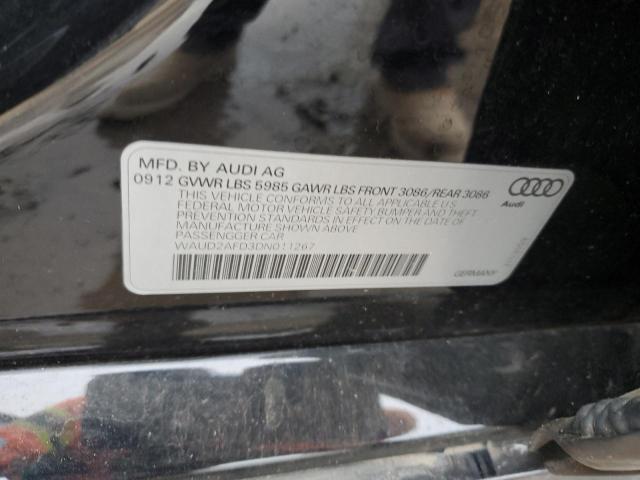 MFD. BY AUDI AG
0912 GVWR LBS 5985 GAWR LBS FRONT 3086/REAR 3086
THIS VEHICLE CONFORMS TO ALL APPLICABLE U.S.
FEDERAL MOTOR VEHICLE SAFETY BUMPER AND THEFT
PREVENTION STANDARDS IN EFFECT ON THE DATE OF
MANUFACTURE SHOWN ABOVE.
PASSENGGER CAR
WAUD2AFD3DN011267
Audi
GERMANY